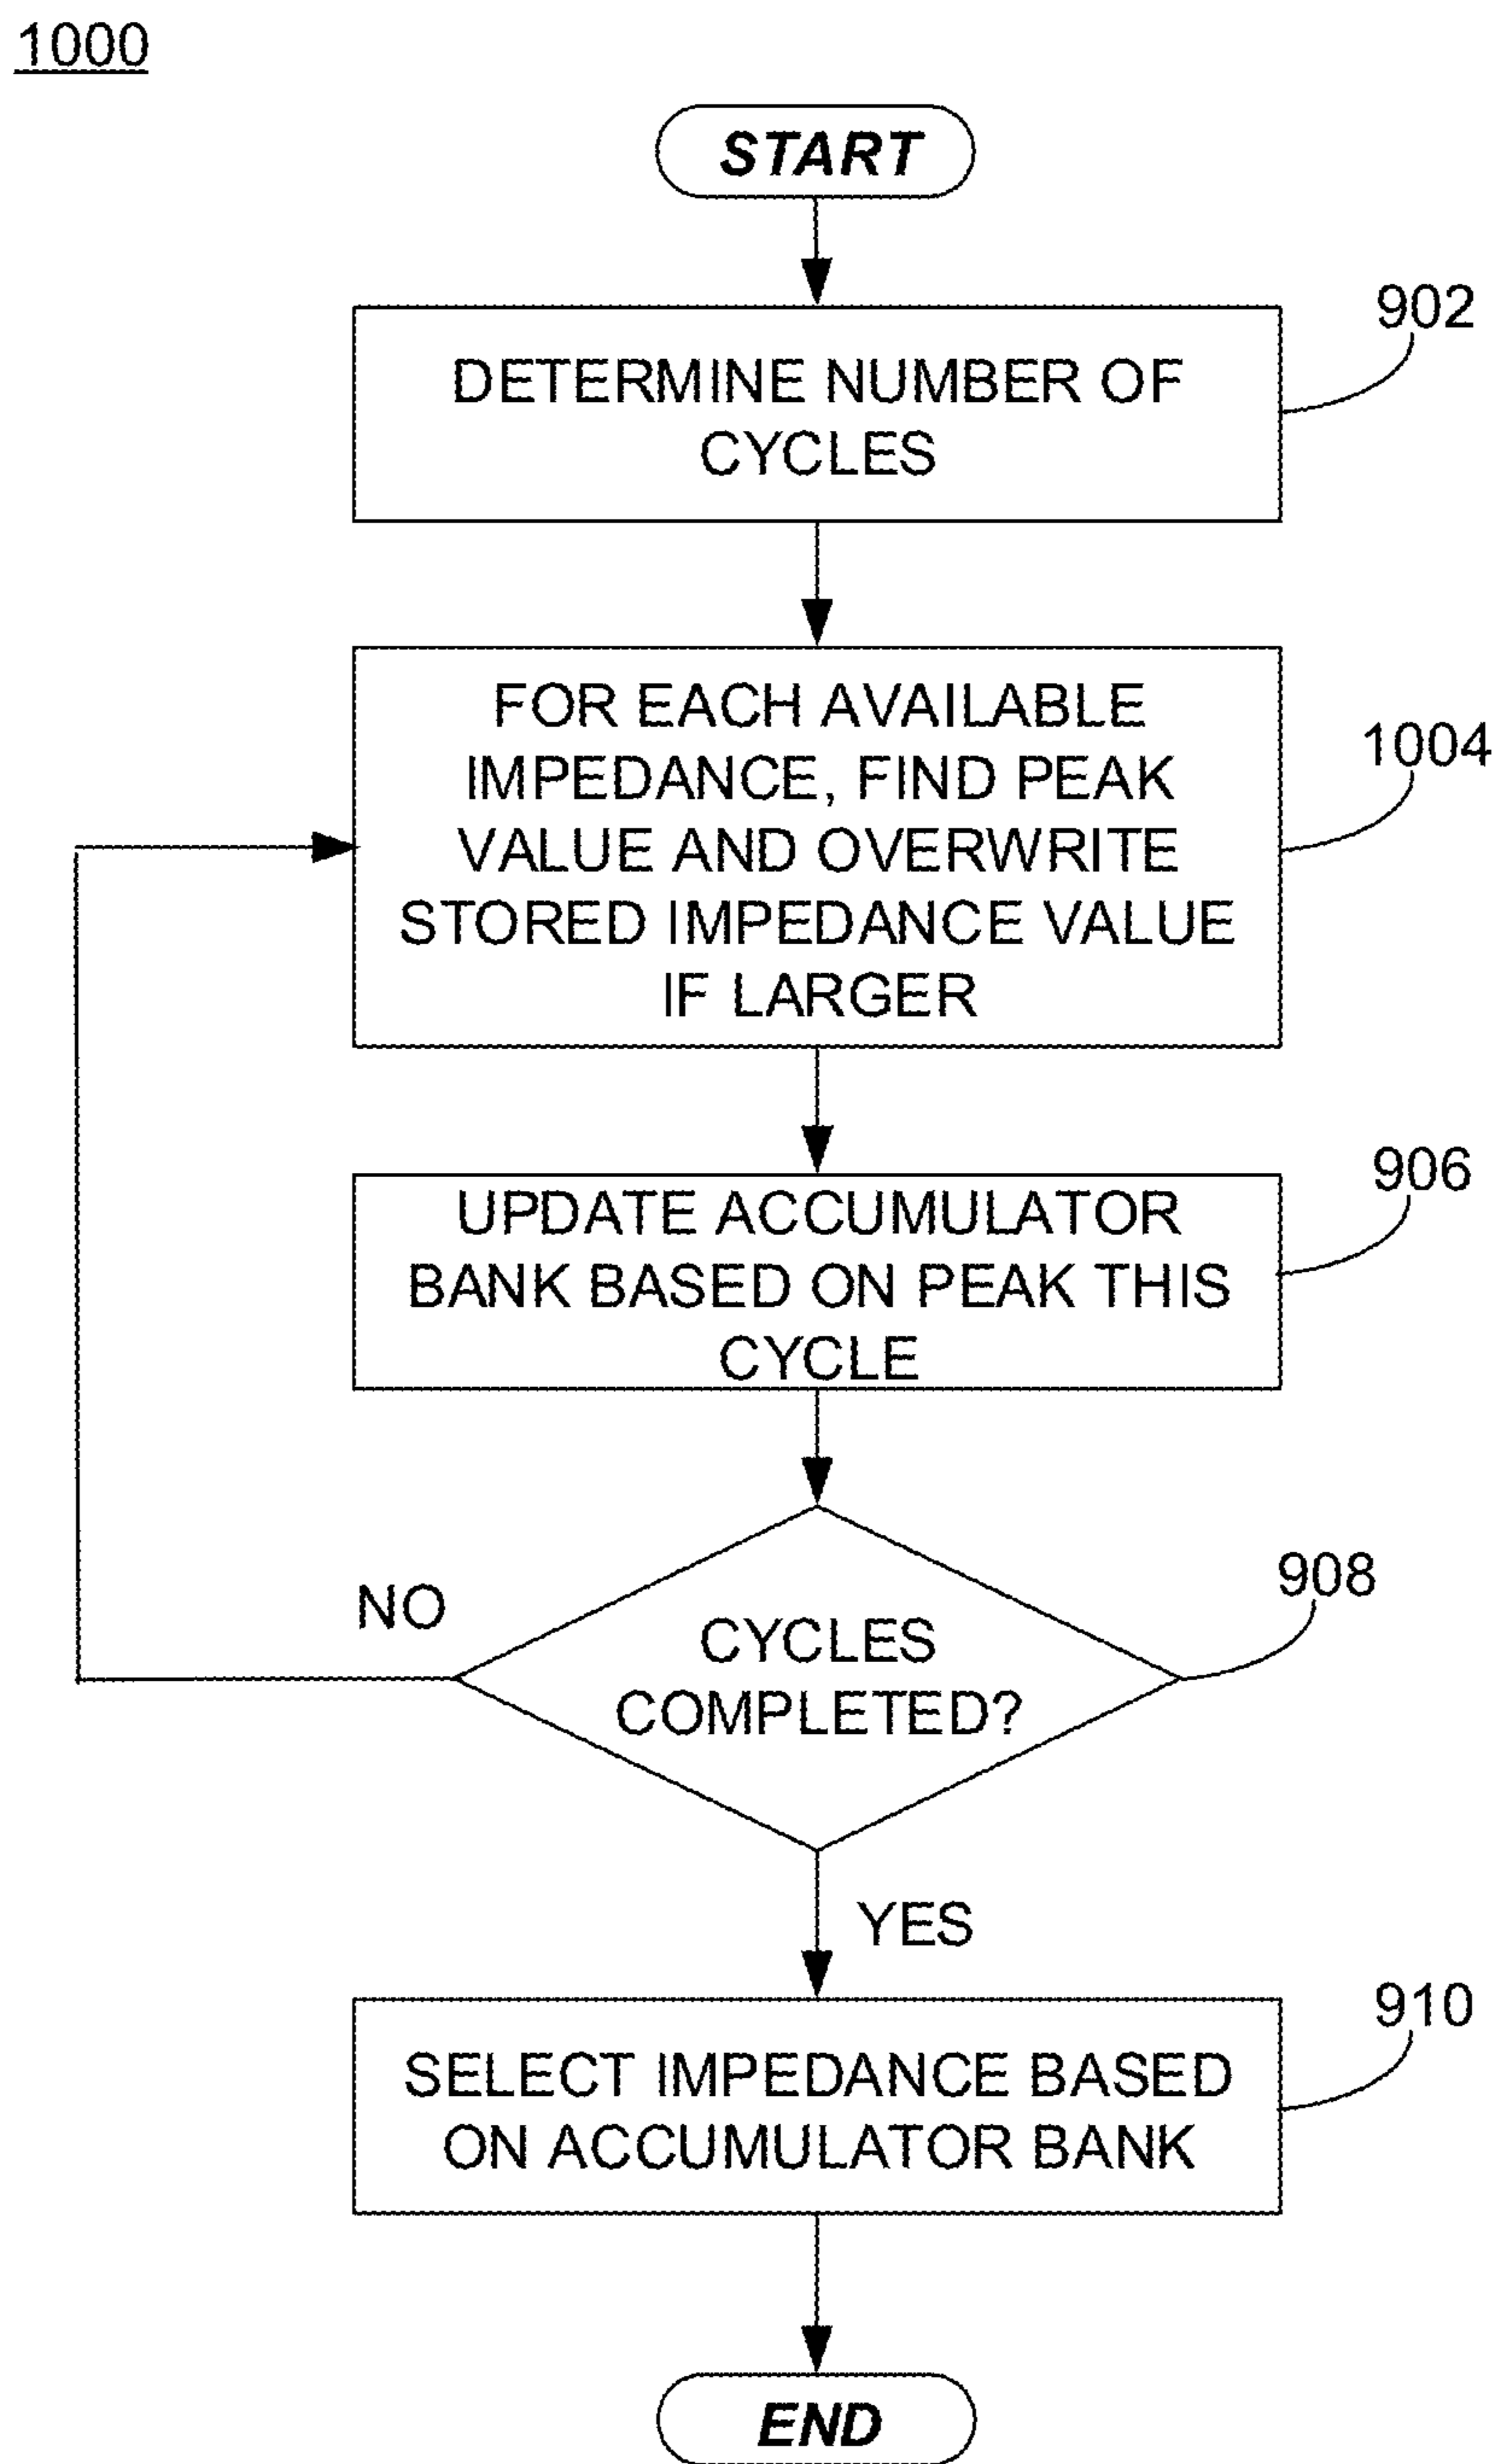 1000
START
902
DETERMINE NUMBER OF
CYCLES
1004
FOR EACH AVAILABLE
IMPEDANCE, FIND PEAK
VALUE AND OVERWRITE
STORED IMPEDANCE VALUE
IF LARGER
906
UPDATE ACCUMULATOR
BANK BASED ON PEAK THIS
CYCLE
908
NO
CYCLES
COMPLETED?
YES
910
SELECT IMPEDANCE BASED
ON ACCUMULATOR BANK
END